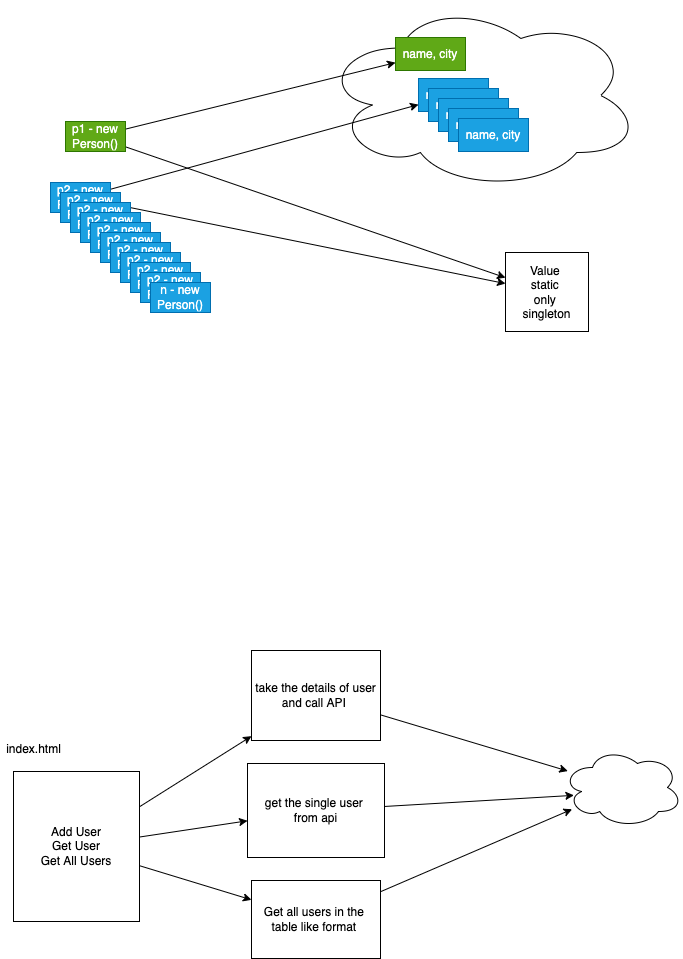 name, city
name, city
p1 - new
Person()
p2 - new
p2 - new
p2 - new
p2 - new
p2 - new
p2 - new
p2 - new
p2 - new
p2 - new
p2 - new
n - new
Person()
Value
static
only
singleton
take the details of user
and call API
index.html
Add User
Get User
Get All Users
get the single user
from api
Get all users in the
table like format